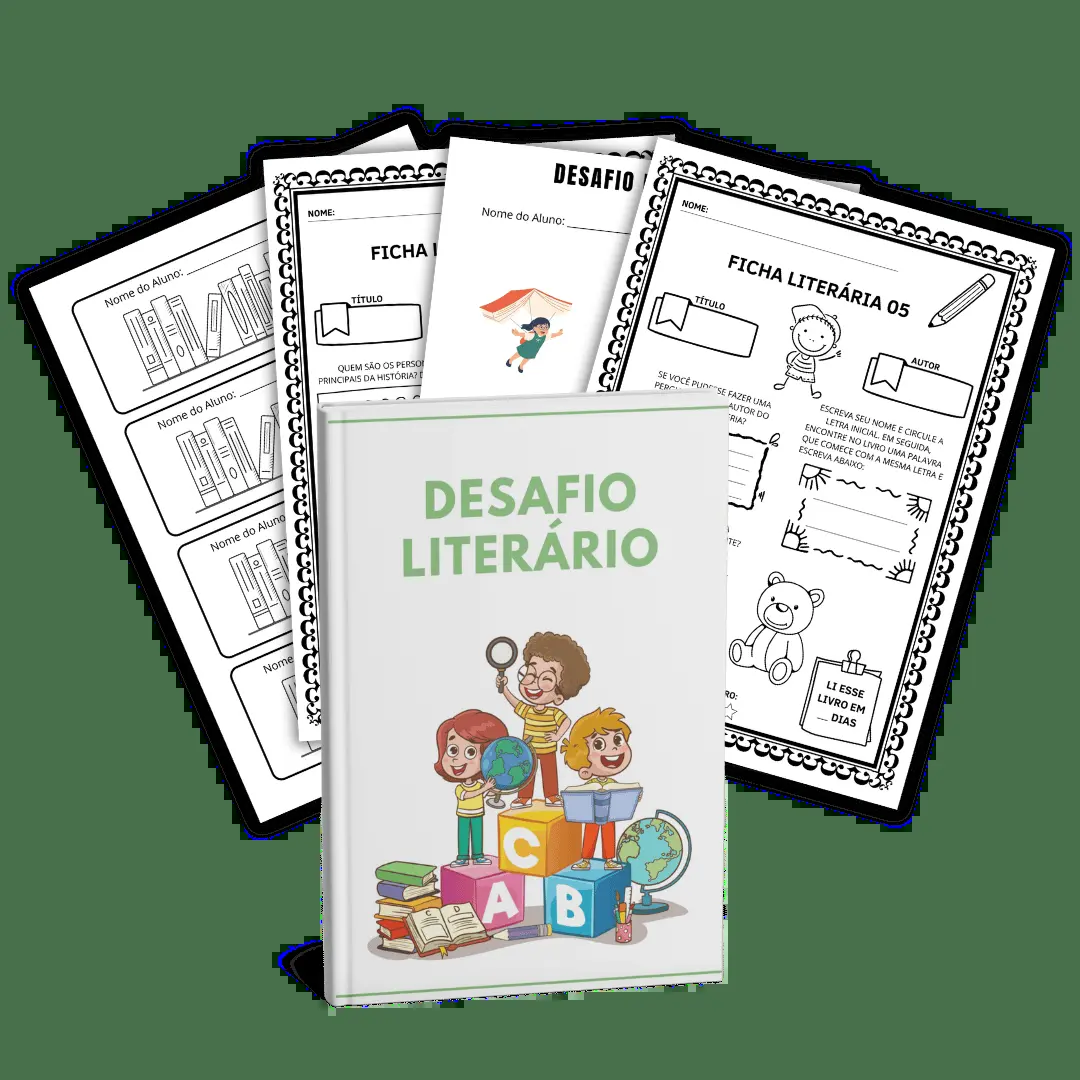 Nome do Aluno:
Nome do Aluno:
Nome do Aluno
Nome
NOME:
FICHA
TÍTULO
QUEM SÃO OS
PRINCIPAIS DA HISTÓRIA?
DESAFIO
Nome do Aluno:
NOME:
FICHA LITERÁRIA 05
TÍTULO
AUTOR
SE VOCÊ PUDESSE FAZER UMA
AUTOR DO
ESCREVA SEU NOME E CIRCULE A
LETRA INICIAL. EM SEGUIDA,
ENCONTRE NO LIVRO UMA PALAVRA
QUE COMECE COM A MESMA LETRA E
ESCREVA ABAIXO:
LI ESSE
LIVRO EM
__ DIAS
DESAFIO
LITERÁRIO
C
A B
C D